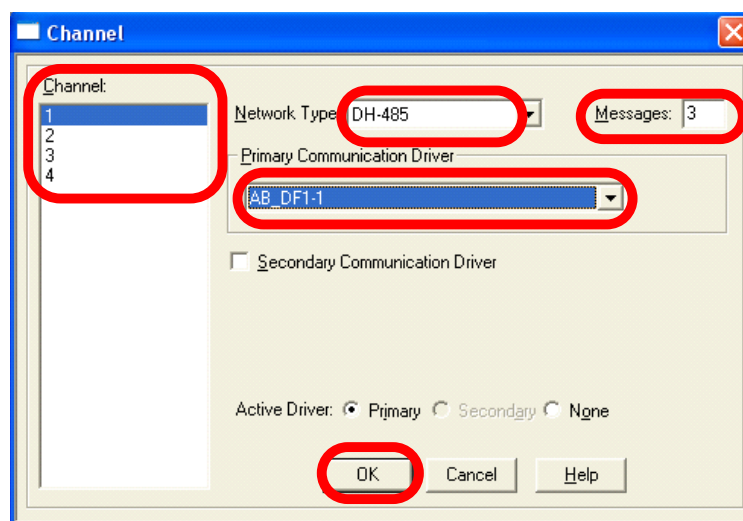 Channel
Channel:
1
2
3
4
Network Type DH-485
Messages: 3
Primary Communication Driver
AB_DF1-1
Secondary Communication Driver
Active Driver: Primary Secondary None
OK Cancel Help